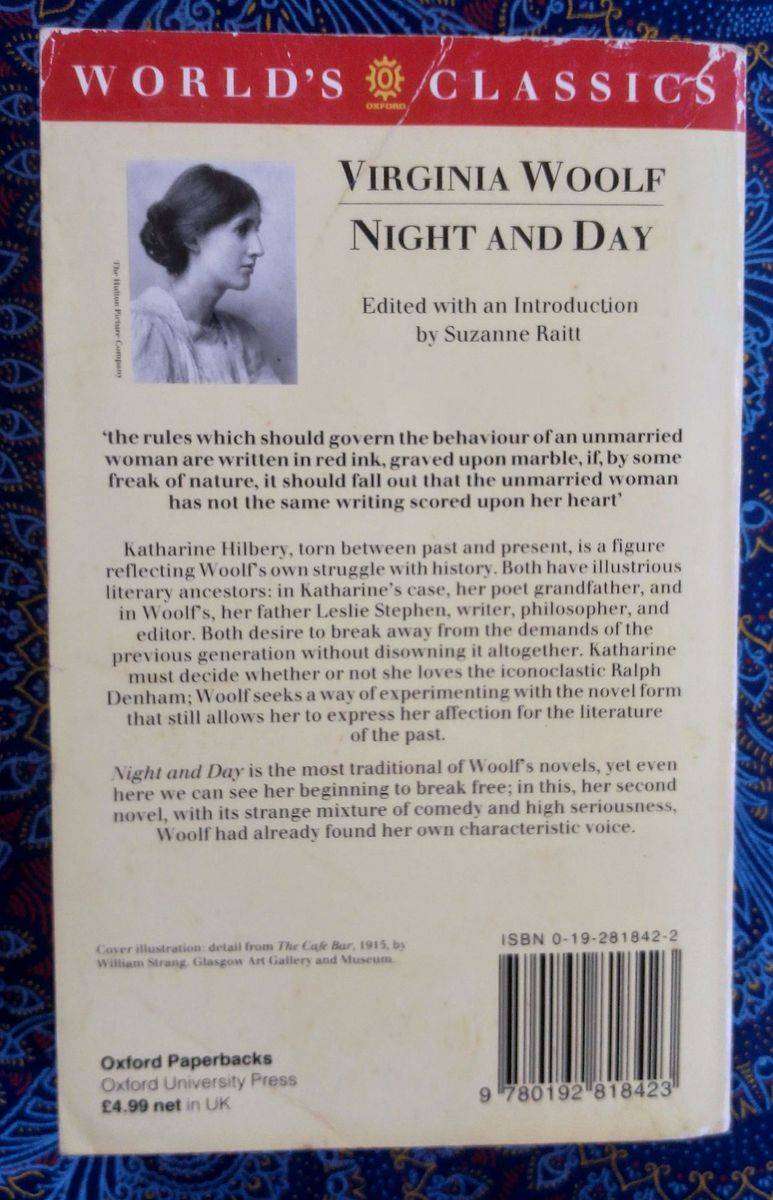 WORLD'S OXFORD CLASSICS
The Hulton Picture Company
VIRGINIA WOOLF
NIGHT AND DAY
Edited with an Introduction
by Suzanne Raitt
‘the rules which should govern the behaviour of an unmarried
woman are written in red ink, graved upon marble, if, by some
freak of nature, it should fall out that the unmarried woman
has not the same writing scored upon her heart’
Katharine Hilbery, torn between past and present, is a figure
reflecting Woolf's own struggle with history. Both have illustrious
literary ancestors: in Katharine's case, her poet grandfather, and
in Woolf's, her father Leslie Stephen, writer, philosopher, and
editor. Both desire to break away from the demands of the
previous generation without disowning it altogether. Katharine
must decide whether or not she loves the iconoclastic Ralph
Denham; Woolf seeks a way of experimenting with the novel form
that still allows her to express her affection for the literature
of the past.
Night and Day is the most traditional of Woolf's novels, yet even
here we can see her beginning to break free; in this, her second
novel, with its strange mixture of comedy and high seriousness,
Woolf had already found her own characteristic voice.
Cover illustration: detail from The Café Bar, 1915, by
William Strang. Glasgow Art Gallery and Museum.
ISBN 0-19-281842-2
9 780192 818423
Oxford Paperbacks
Oxford University Press
£4.99 net in UK